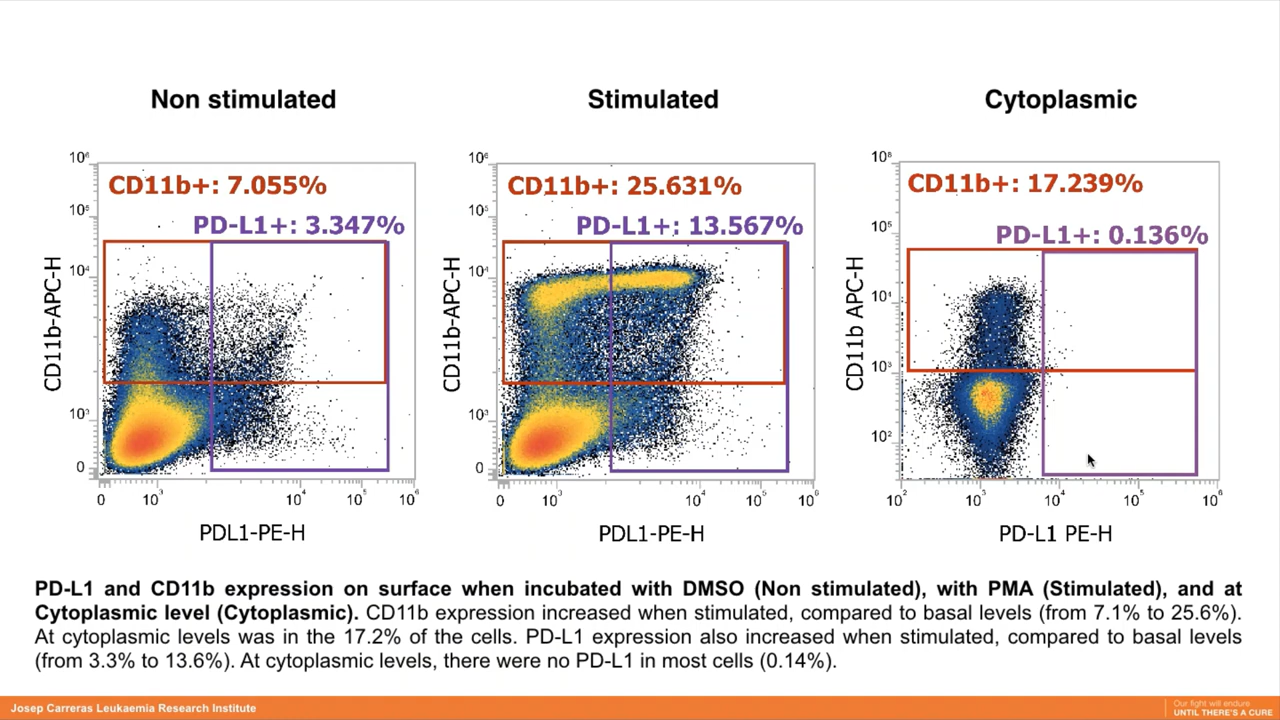 Non stimulated
Stimulated
Cytoplasmic
10⁶
CD11b+: 7.055%
10⁵
PD-L1+: 3.347%
10⁴
CD11b-APC-H
10³
0
0
10³
10⁴
10⁵
10⁶
PDL1-PE-H
10⁶
CD11b+: 25.631%
10⁵
PD-L1+: 13.567%
10⁴
CD11b-APC-H
10³
0
0
10³
10⁴
10⁵
10⁶
PDL1-PE-H
10⁸
CD11b+: 17.239%
10⁵
PD-L1+: 0.136%
10⁴
CD11b APC-H
10³
10²
10²
10³
10⁴
10⁵
10⁶
PD-L1 PE-H
PD-L1 and CD11b expression on surface when incubated with DMSO (Non stimulated), with PMA (Stimulated), and at
Cytoplasmic level (Cytoplasmic). CD11b expression increased when stimulated, compared to basal levels (from 7.1% to 25.6%).
At cytoplasmic levels was in the 17.2% of the cells. PD-L1 expression also increased when stimulated, compared to basal levels
(from 3.3% to 13.6%). At cytoplasmic levels, there were no PD-L1 in most cells (0.14%).
Josep Carreras Leukaemia Research Institute
Our fight will endure
UNTIL THERE'S A CURE